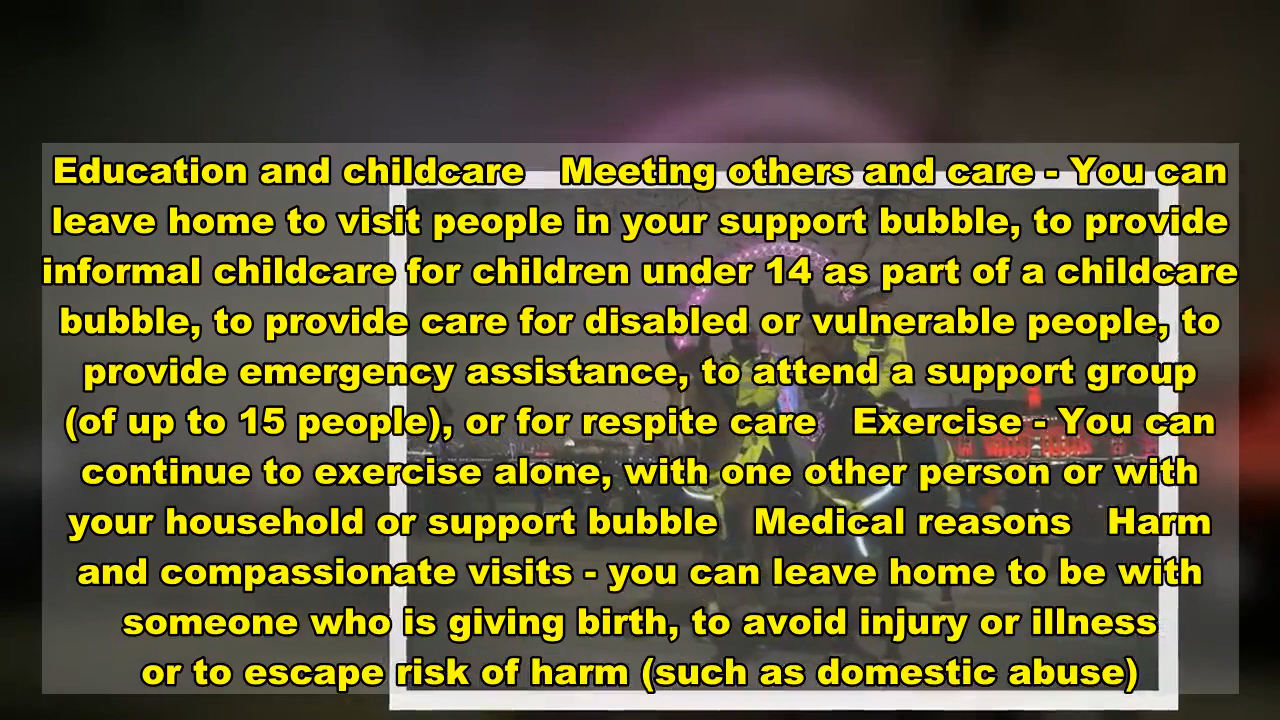 Education and childcare Meeting others and care - You can
leave home to visit people in your support bubble, to provide
informal childcare for children under 14 as part of a childcare
bubble, to provide care for disabled or vulnerable people, to
provide emergency assistance, to attend a support group
(of up to 15 people), or for respite care Exercise - You can
continue to exercise alone, with one other person or with
your household or support bubble Medical reasons Harm
and compassionate visits - you can leave home to be with
someone who is giving birth, to avoid injury or illness
or to escape risk of harm (such as domestic abuse)